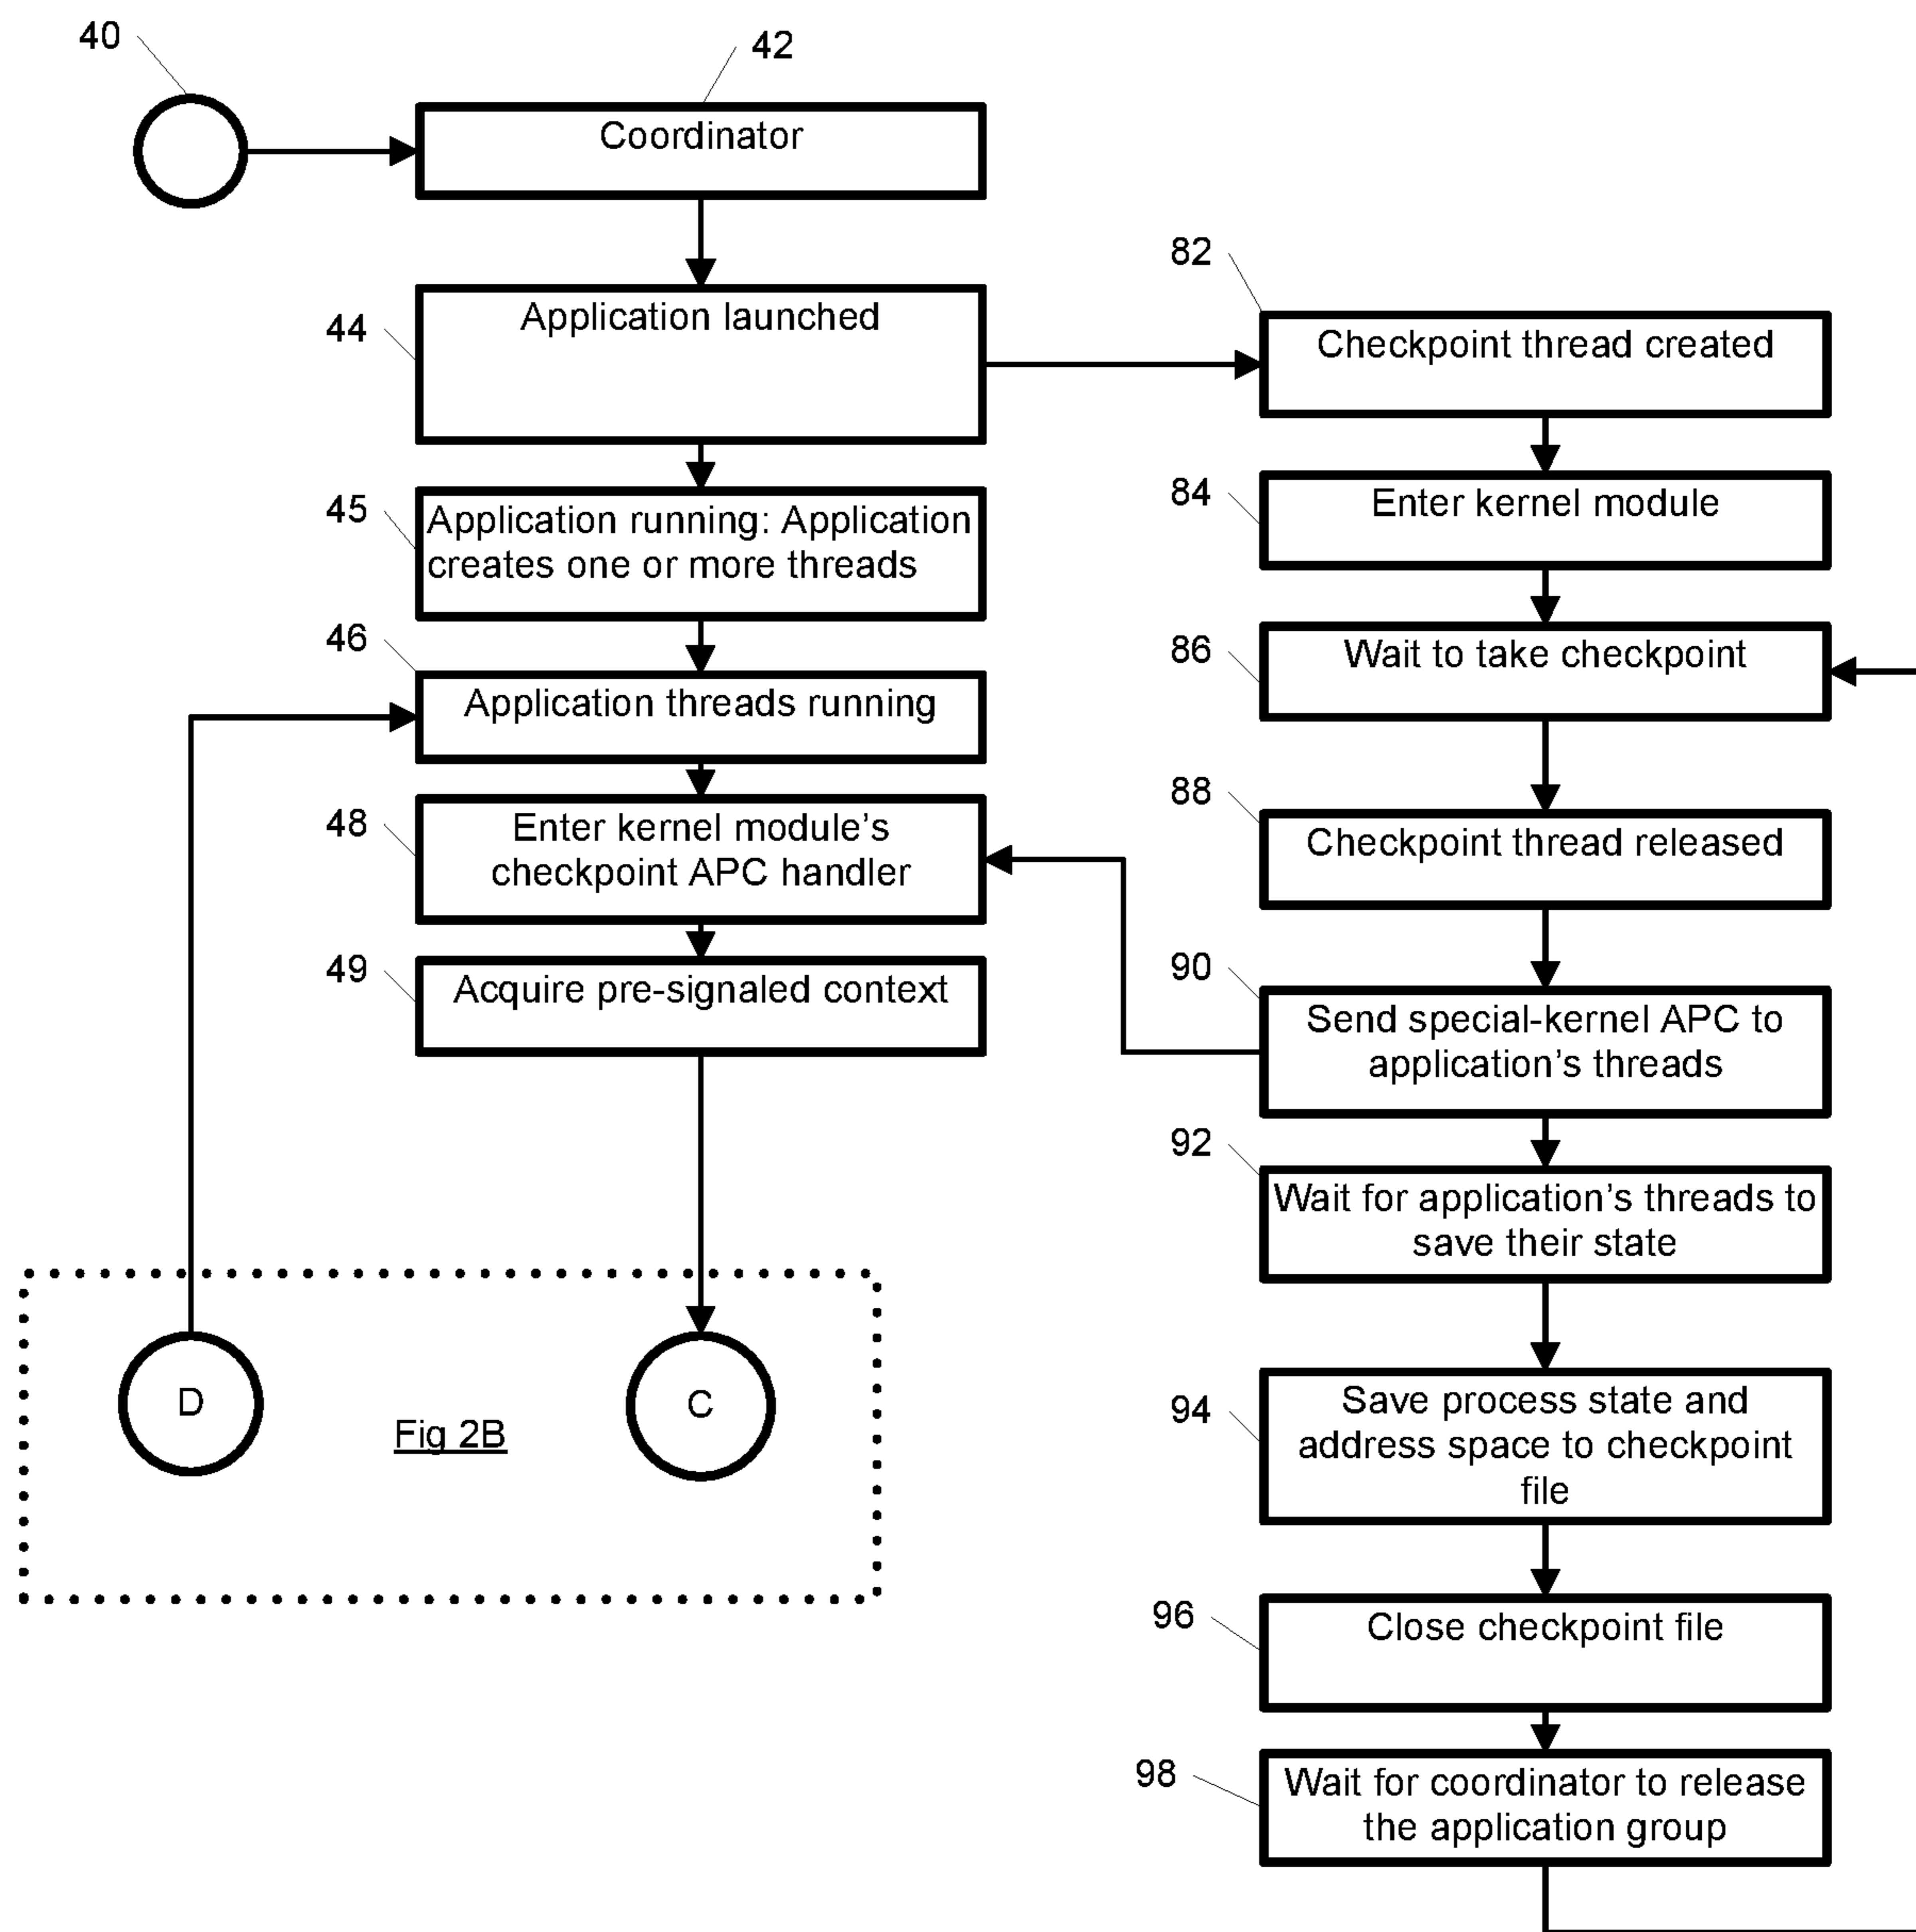 40
42
Coordinator
44
Application launched
45
Application running: Application
creates one or more threads
46
Application threads running
48
Enter kernel module’s
checkpoint APC handler
49
Acquire pre-signaled context
D
Fig 2B
C
82
Checkpoint thread created
84
Enter kernel module
86
Wait to take checkpoint
88
Checkpoint thread released
90
Send special-kernel APC to
application’s threads
92
Wait for application’s threads to
save their state
94
Save process state and
address space to checkpoint
file
96
Close checkpoint file
98
Wait for coordinator to release
the application group